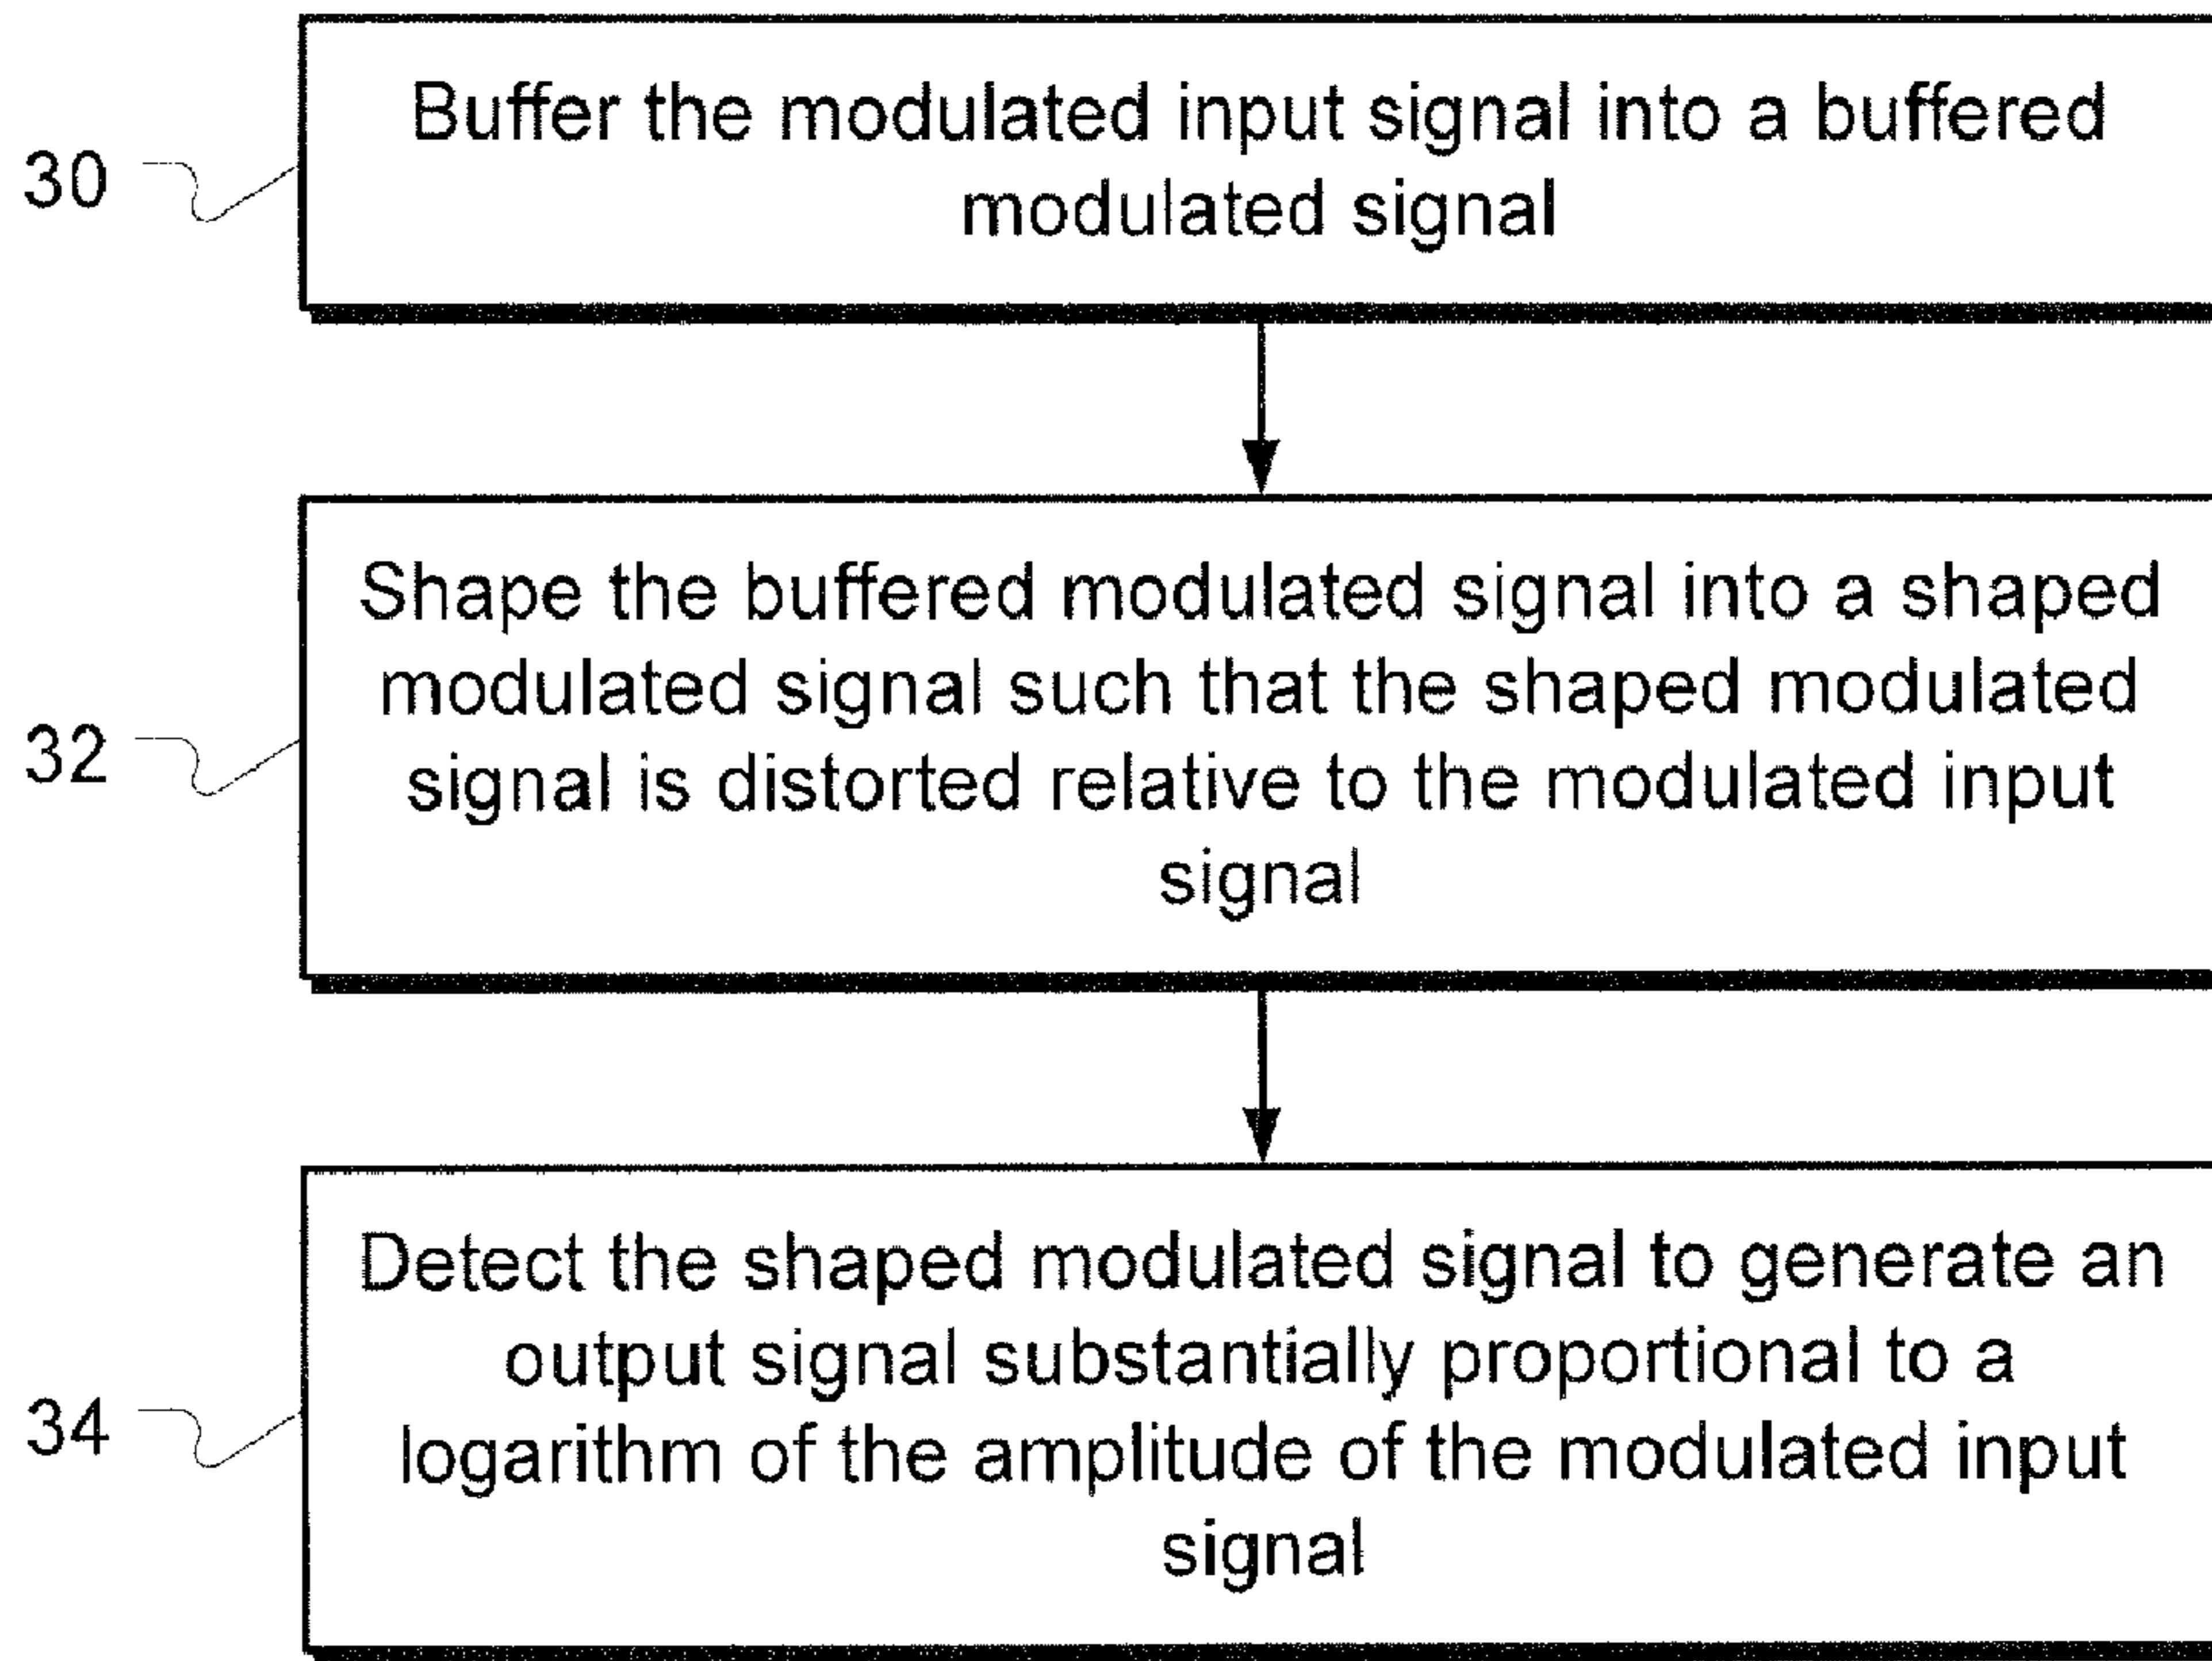 Buffer the modulated input signal into a buffered
modulated signal
30
Shape the buffered modulated signal into a shaped
modulated signal such that the shaped modulated
signal is distorted relative to the modulated input
signal
32
Detect the shaped modulated signal to generate an
output signal substantially proportional to a
logarithm of the amplitude of the modulated input
signal
34